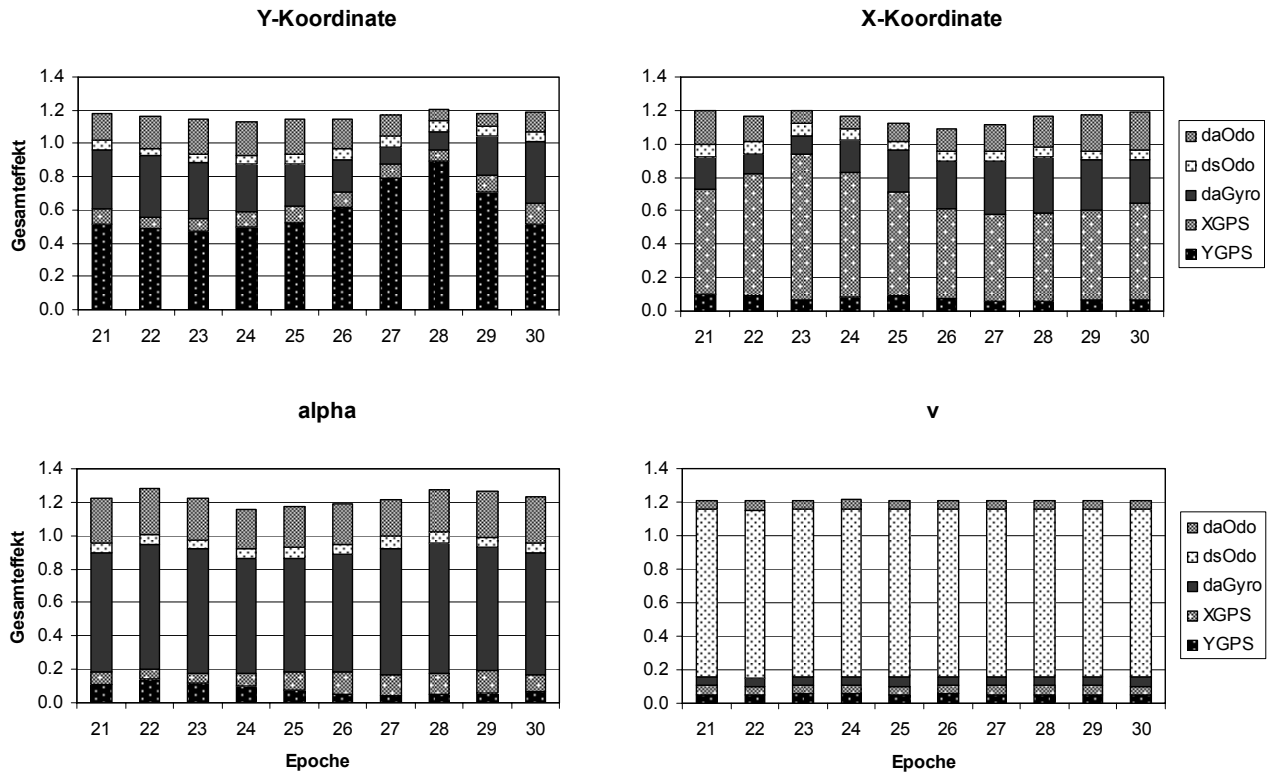 Y-Koordinate
Gesamteffekt
1.4
1.2
1.0
0.8
0.6
0.4
0.2
0.0
21 22 23 24 25 26 27 28 29 30
X-Koordinate
1.4
1.2
1.0
0.8
0.6
0.4
0.2
0.0
21 22 23 24 25 26 27 28 29 30
daOdo
dsOdo
daGyro
XGPS
YGPS
alpha
Gesamteffekt
1.4
1.2
1.0
0.8
0.6
0.4
0.2
0.0
21 22 23 24 25 26 27 28 29 30
Epoche
v
1.4
1.2
1.0
0.8
0.6
0.4
0.2
0.0
21 22 23 24 25 26 27 28 29 30
Epoche
daOdo
dsOdo
daGyro
XGPS
YGPS